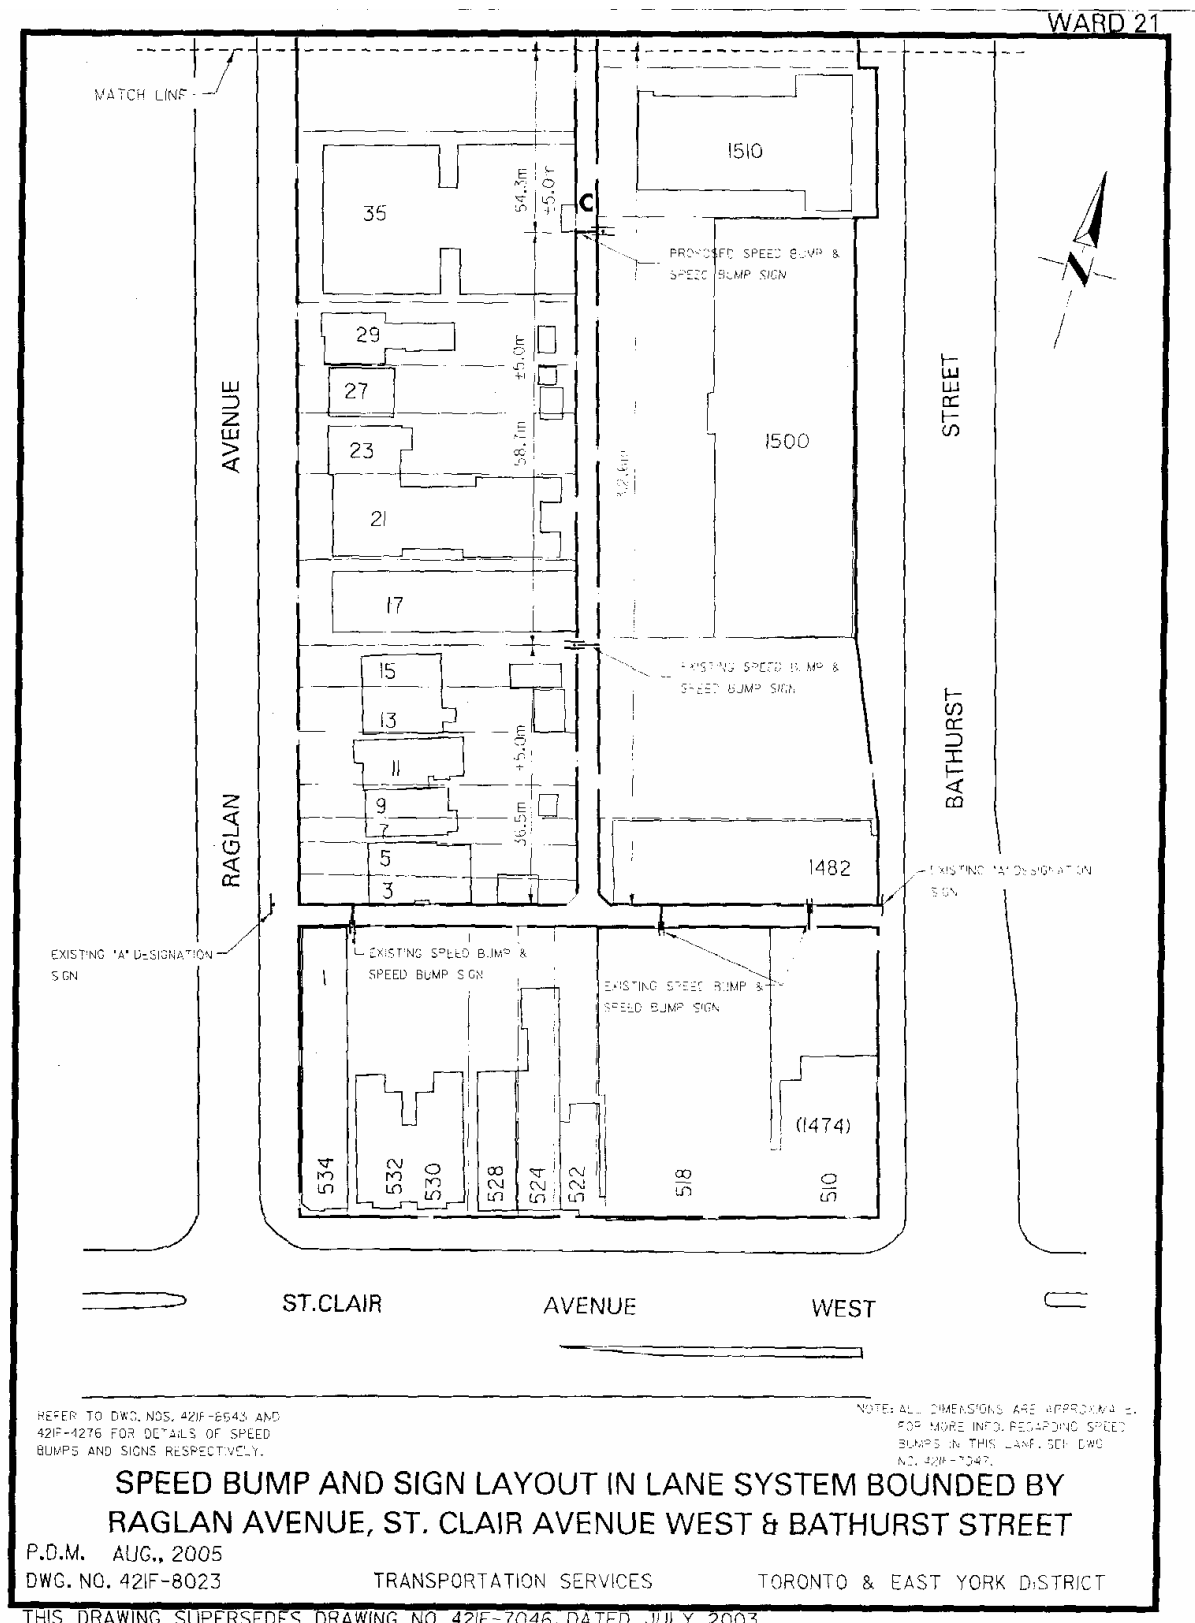 WARD 21
MATCH LINE
1510
54.3m
±5.0m
35
C
PROPOSED SPEED BUMP &
SPEED BUMP SIGN
N
29
±5.0m
27
AVENUE
STREET
23
58.7m
1500
21
17
EXISTING SPEED BUMP &
SPEED BUMP SIGN
15
13
±5.0m
11
BATHURST
9
7
36.5m
RAGLAN
5
3
1482
EXISTING "A" DESIGNATION
SIGN
EXISTING "A" DESIGNATION
SIGN
EXISTING SPEED BUMP &
SPEED BUMP SIGN
1
EXISTING SPEED BUMP &
SPEED BUMP SIGN
(1474)
534
532
530
528
524
522
518
510
ST.CLAIR AVENUE WEST
REFER TO DWG. NOS. 421F-6643 AND
421F-4276 FOR DETAILS OF SPEED
BUMPS AND SIGNS RESPECTIVELY.
NOTE: ALL DIMENSIONS ARE APPROXIMATE.
FOR MORE INFO. REGARDING SPEED
BUMPS IN THIS LANE, SEE DWG
NO. 421F-7047.
SPEED BUMP AND SIGN LAYOUT IN LANE SYSTEM BOUNDED BY
RAGLAN AVENUE, ST. CLAIR AVENUE WEST & BATHURST STREET
P.D.M. AUG., 2005
DWG. NO. 421F-8023 TRANSPORTATION SERVICES TORONTO & EAST YORK DISTRICT
THIS DRAWING SUPERSEDES DRAWING NO. 421F-7046, DATED JULY, 2003